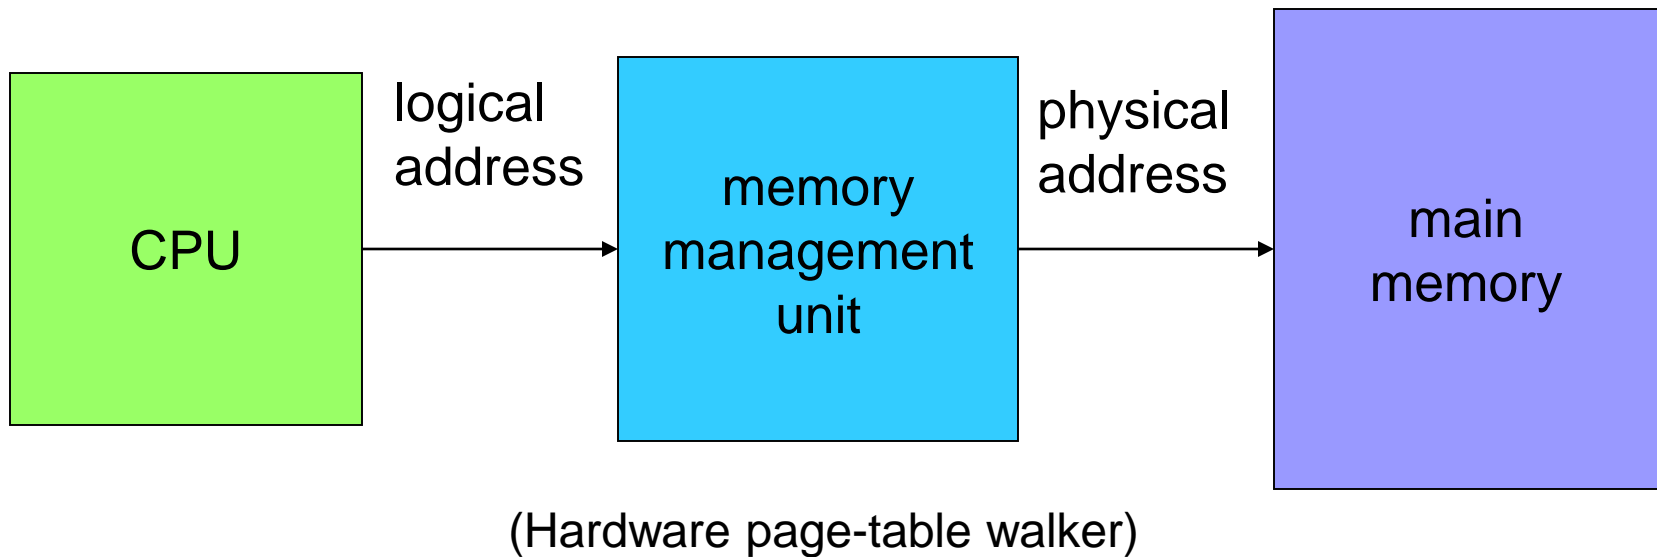 CPU
logical
address
memory
management
unit
physical
address
main
memory
(Hardware page-table walker)